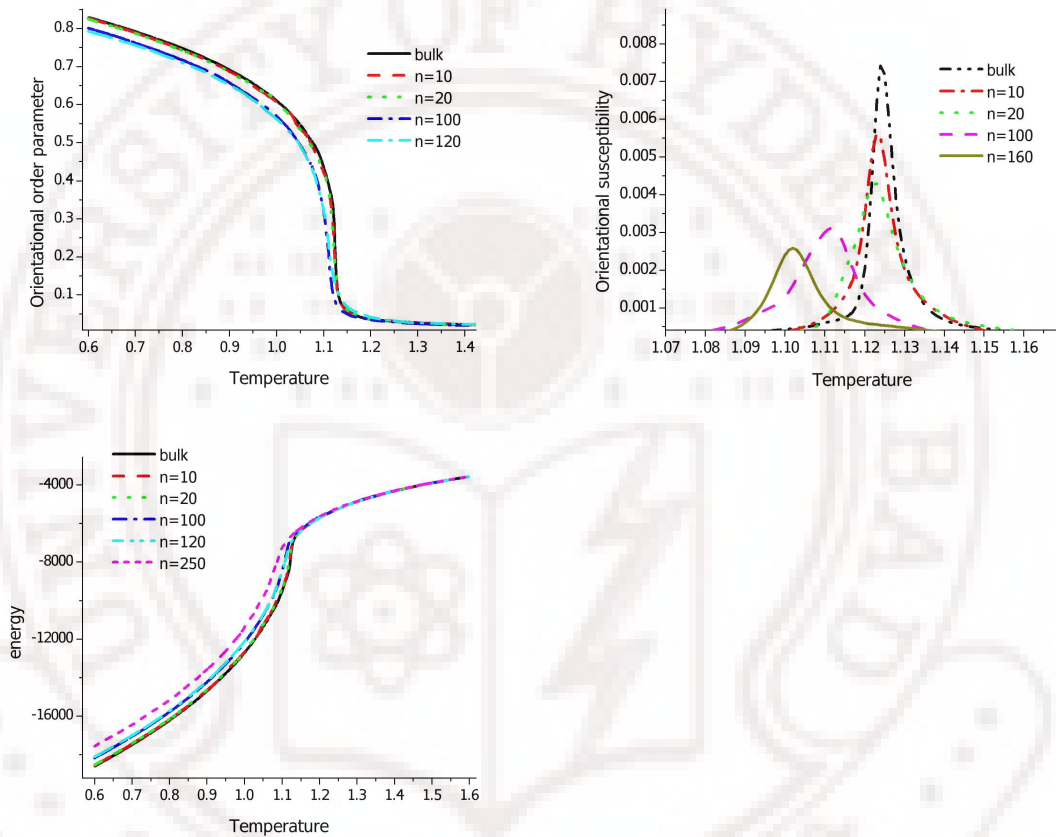 Orientational order parameter
0.8
0.7
0.6
0.5
0.4
0.3
0.2
0.1
bulk
n=10
n=20
n=100
n=120
0.6 0.7 0.8 0.9 1.0 1.1 1.2 1.3 1.4
Temperature
Orientational susceptibility
0.008
0.007
0.006
0.005
0.004
0.003
0.002
0.001
bulk
n=10
n=20
n=100
n=160
1.07 1.08 1.09 1.10 1.11 1.12 1.13 1.14 1.15 1.16
Temperature
energy
-4000
-8000
-12000
-16000
bulk
n=10
n=20
n=100
n=120
n=250
0.6 0.7 0.8 0.9 1.0 1.1 1.2 1.3 1.4 1.5 1.6
Temperature